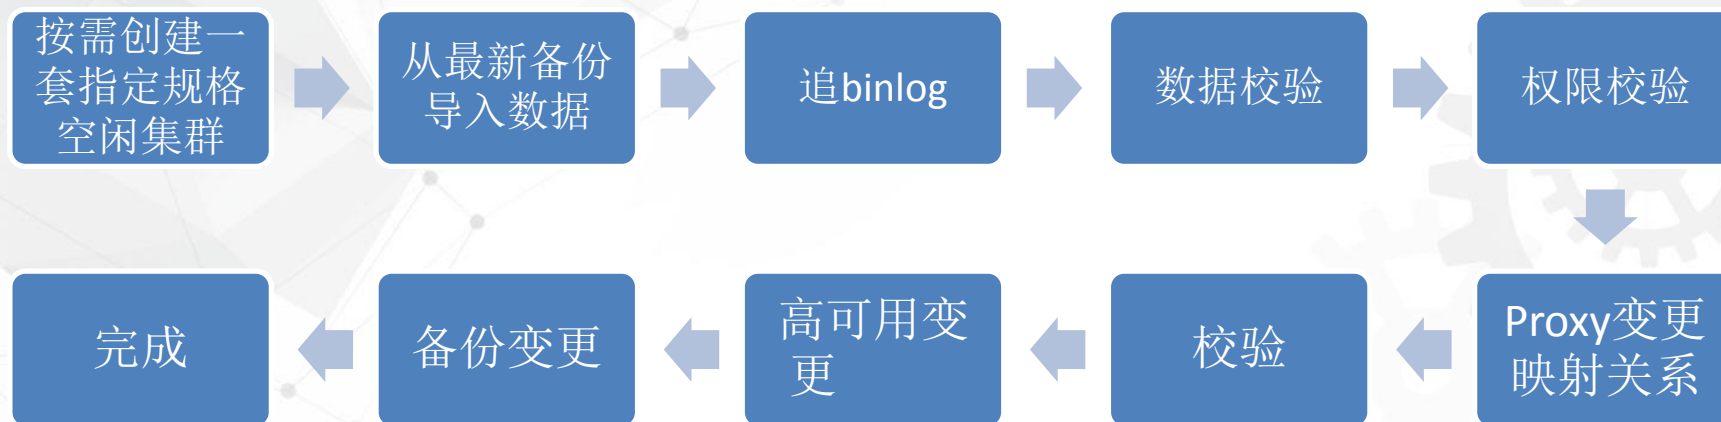 按需创建一
套指定规格
空闲集群
从最新备份
导入数据
追binlog
数据校验
权限校验
Proxy变更
映射关系
校验
高可用变
更
备份变更
完成